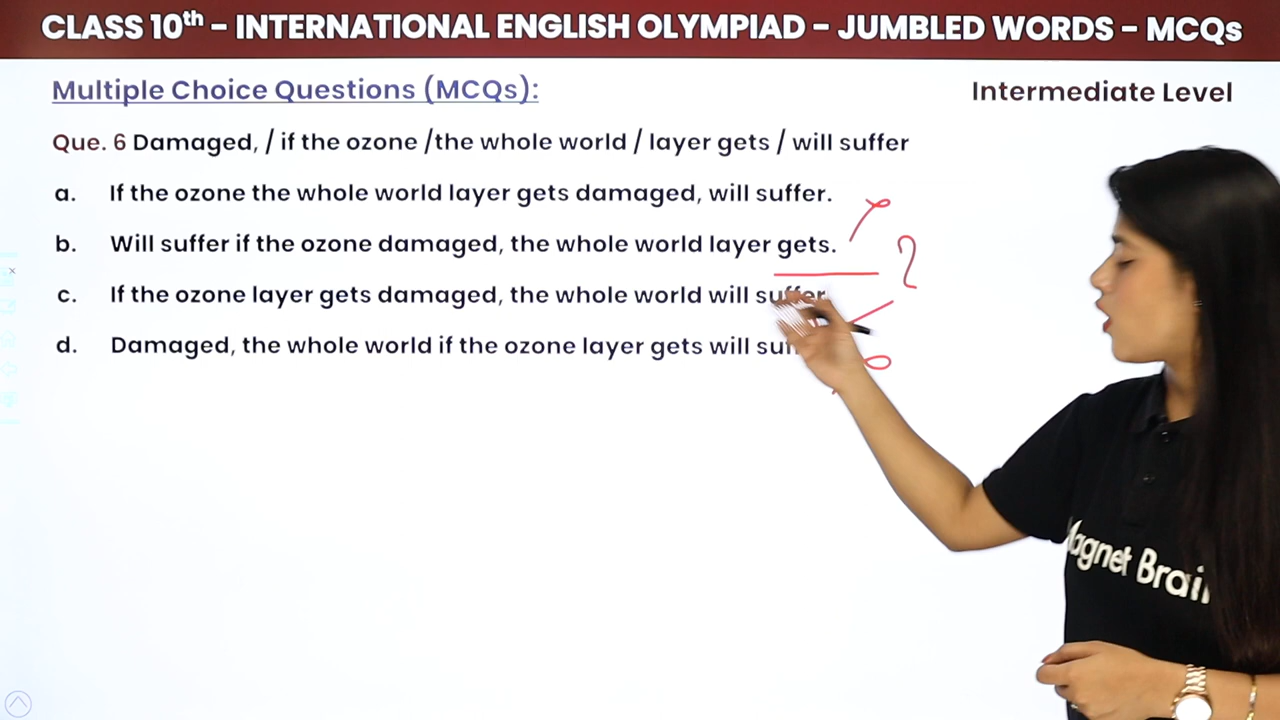 CLASS 10th – INTERNATIONAL ENGLISH OLYMPIAD – JUMBLED WORDS – MCQs
Multiple Choice Questions (MCQs):
Intermediate Level
Que. 6 Damaged, / if the ozone /the whole world / layer gets / will suffer
a. If the ozone the whole world layer gets damaged, will suffer.
b. Will suffer if the ozone damaged, the whole world layer gets.
c. If the ozone layer gets damaged, the whole world will suffer
d. Damaged, the whole world if the ozone layer gets will
?
Magnet Brai